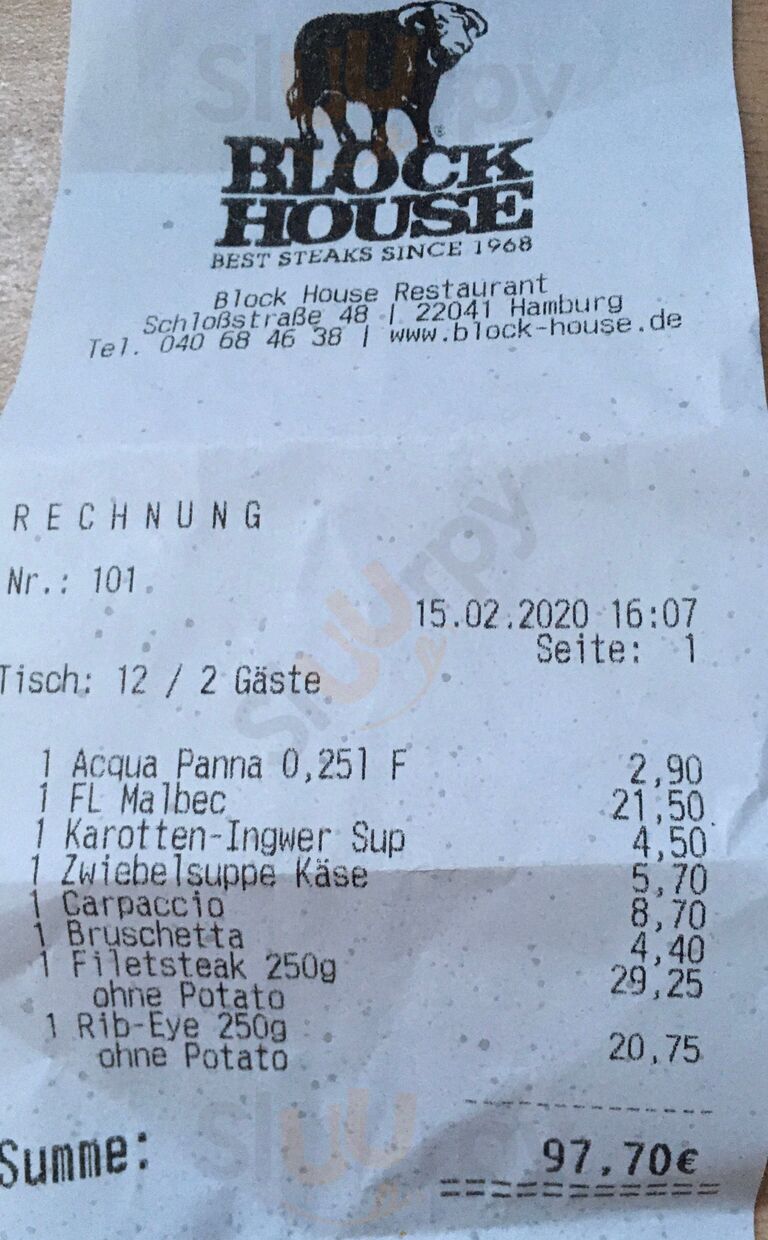 BLOCK
HOUSE
BEST STEAKS SINCE 1968
Block House Restaurant
Schloßstraße 48 | 22041 Hamburg
Tel. 040 68 46 38 | www.block-house.de
RECHNUNG
Nr.: 101
15.02.2020 16:07
Seite: 1
Tisch: 12 / 2 Gäste
1 Acqua Panna 0,25l F 2,90
1 FL Malbec 21,50
1 Karotten-Ingwer Sup 4,50
1 Zwiebelsuppe Käse 5,70
1 Carpaccio 8,70
1 Bruschetta 4,40
1 Filetsteak 250g 29,25
ohne Potato
1 Rib-Eye 250g
ohne Potato 20,75
Summe: 97,70€
Sluurpy
Sluurpy
Sluurpy